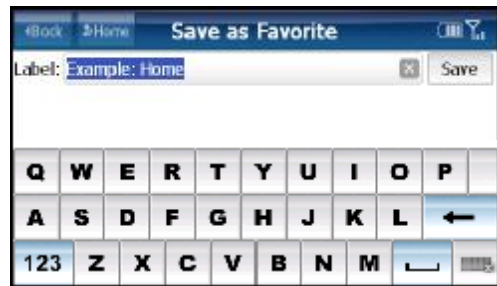 Back Home Save as Favorite
Label: Example: Home Save
Q W E R T Y U I O P
A S D F G H J K L
123 Z X C V B N M